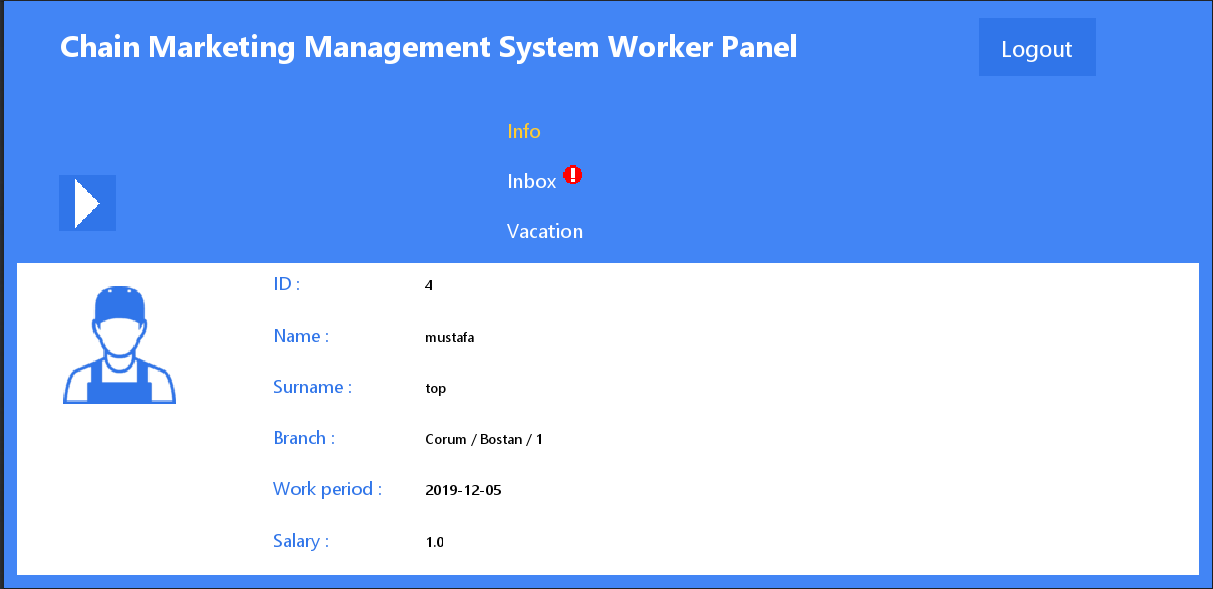 Chain Marketing Management System Worker Panel
Logout
Info
Inbox
Vacation
ID : 4
Name : mustafa
Surname : top
Branch : Corum / Bostan / 1
Work period : 2019-12-05
Salary : 1.0